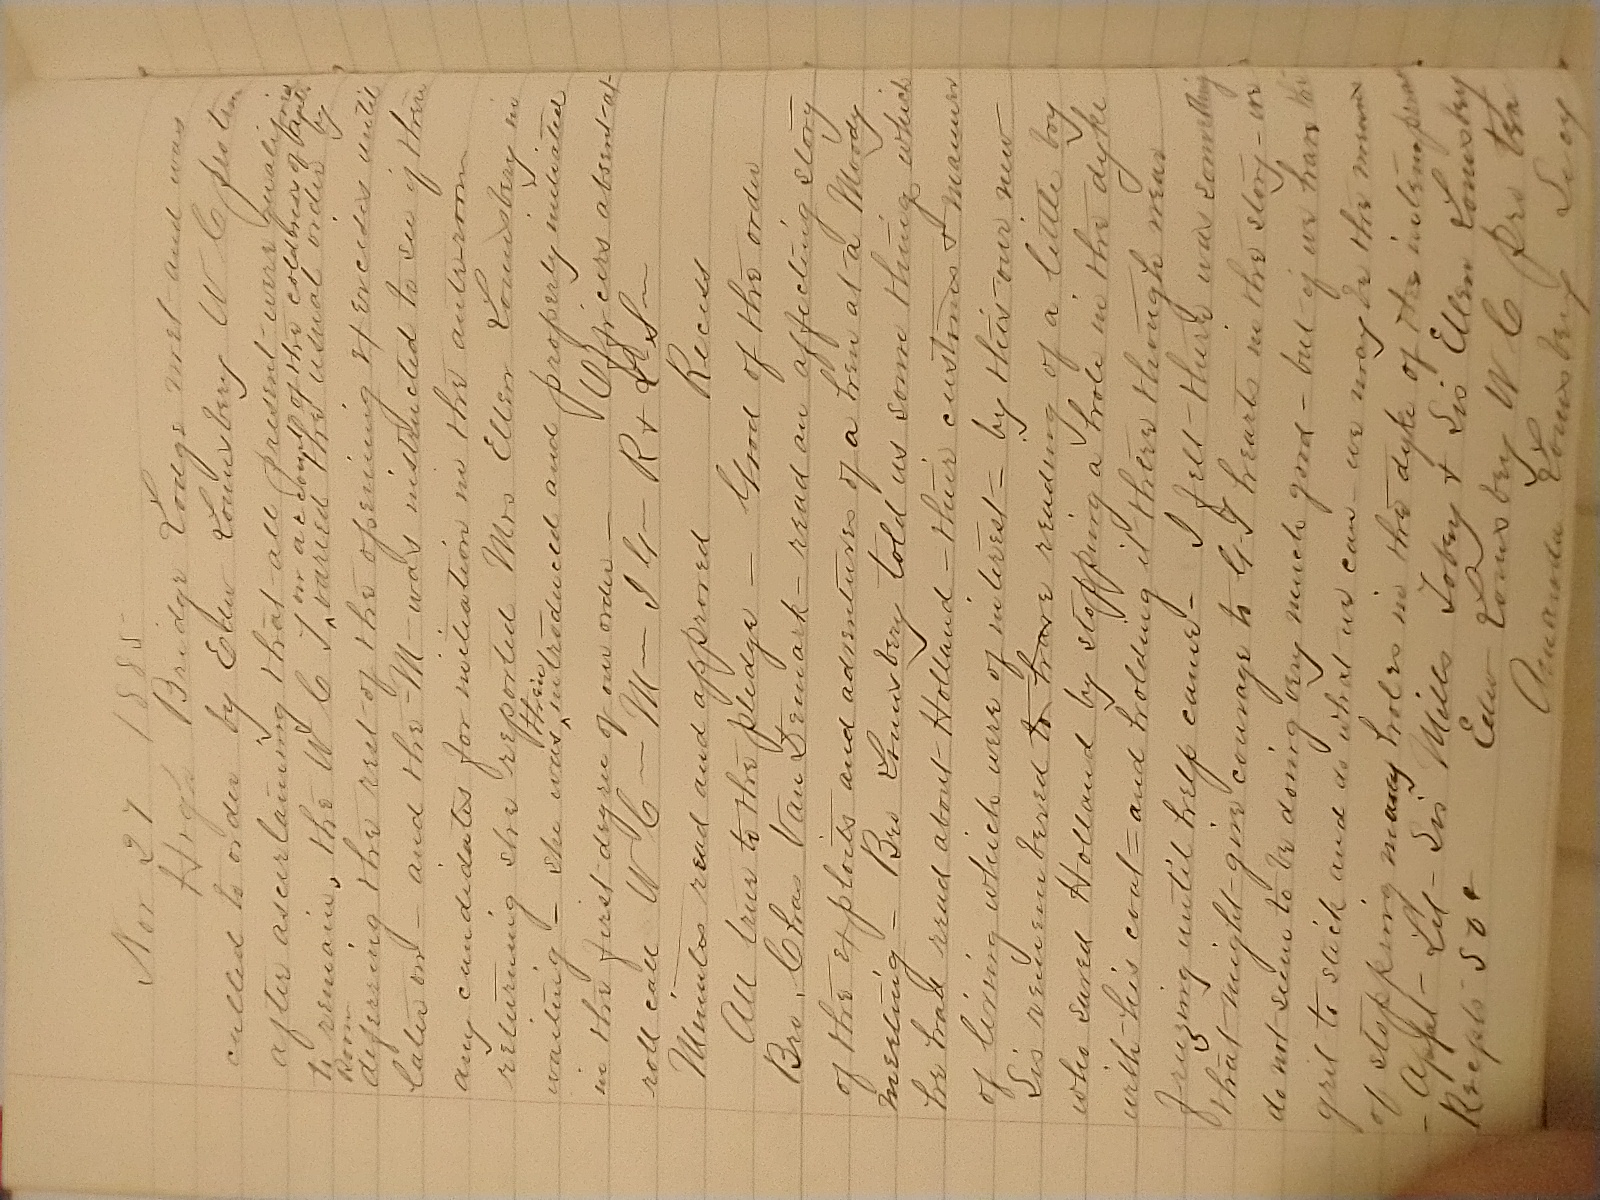 Nov 27 1885
High Bridge Lodge met and was
called to order by Edw Lounsbery W C pro tem
after ascertaining that all present were qualified
on account of the coldness of
to remain, the W C T varied the usual order by
Room
deferring the rest of the opening exercises until
later on - and the M - was instructed to see if there
any candidates for initiation in the anteroom
returning she reported Mrs Ellen Lounsbery in
waiting - she was then introduced and properly initiated
in the first degree of our order - Officers absent at
roll call W C - M - I G - R + L S -
Minutes read and approved Recess
All true to the pledge - Good of the order
Bro. Chas Van Demark - read an affecting story
of the exploits and adventures of a hen at a Moody
meeting - Bro Lounsbery told us some things which
he had read about Holland - their customs + manner
of living which were of interest - by this our new
Sis remembered to have reading of a little boy
who saved Holland by stopping a hole in the dyke
with his coat = and holding it there though near
freezing until help came - I felt there was something
that might give courage to G T hearts in the story - we
do not seem to be doing very much good - but if we have the
grit to stick and do what we can - we may be the means
of stopping many holes in the dyke of the
- Appt - Lit - Sis Mills Tobey + Sis Ellen Lounsbery
Recpts 50 ¢ Edw Lounsbery W C pro tem
Amanda Lounsbery Secy